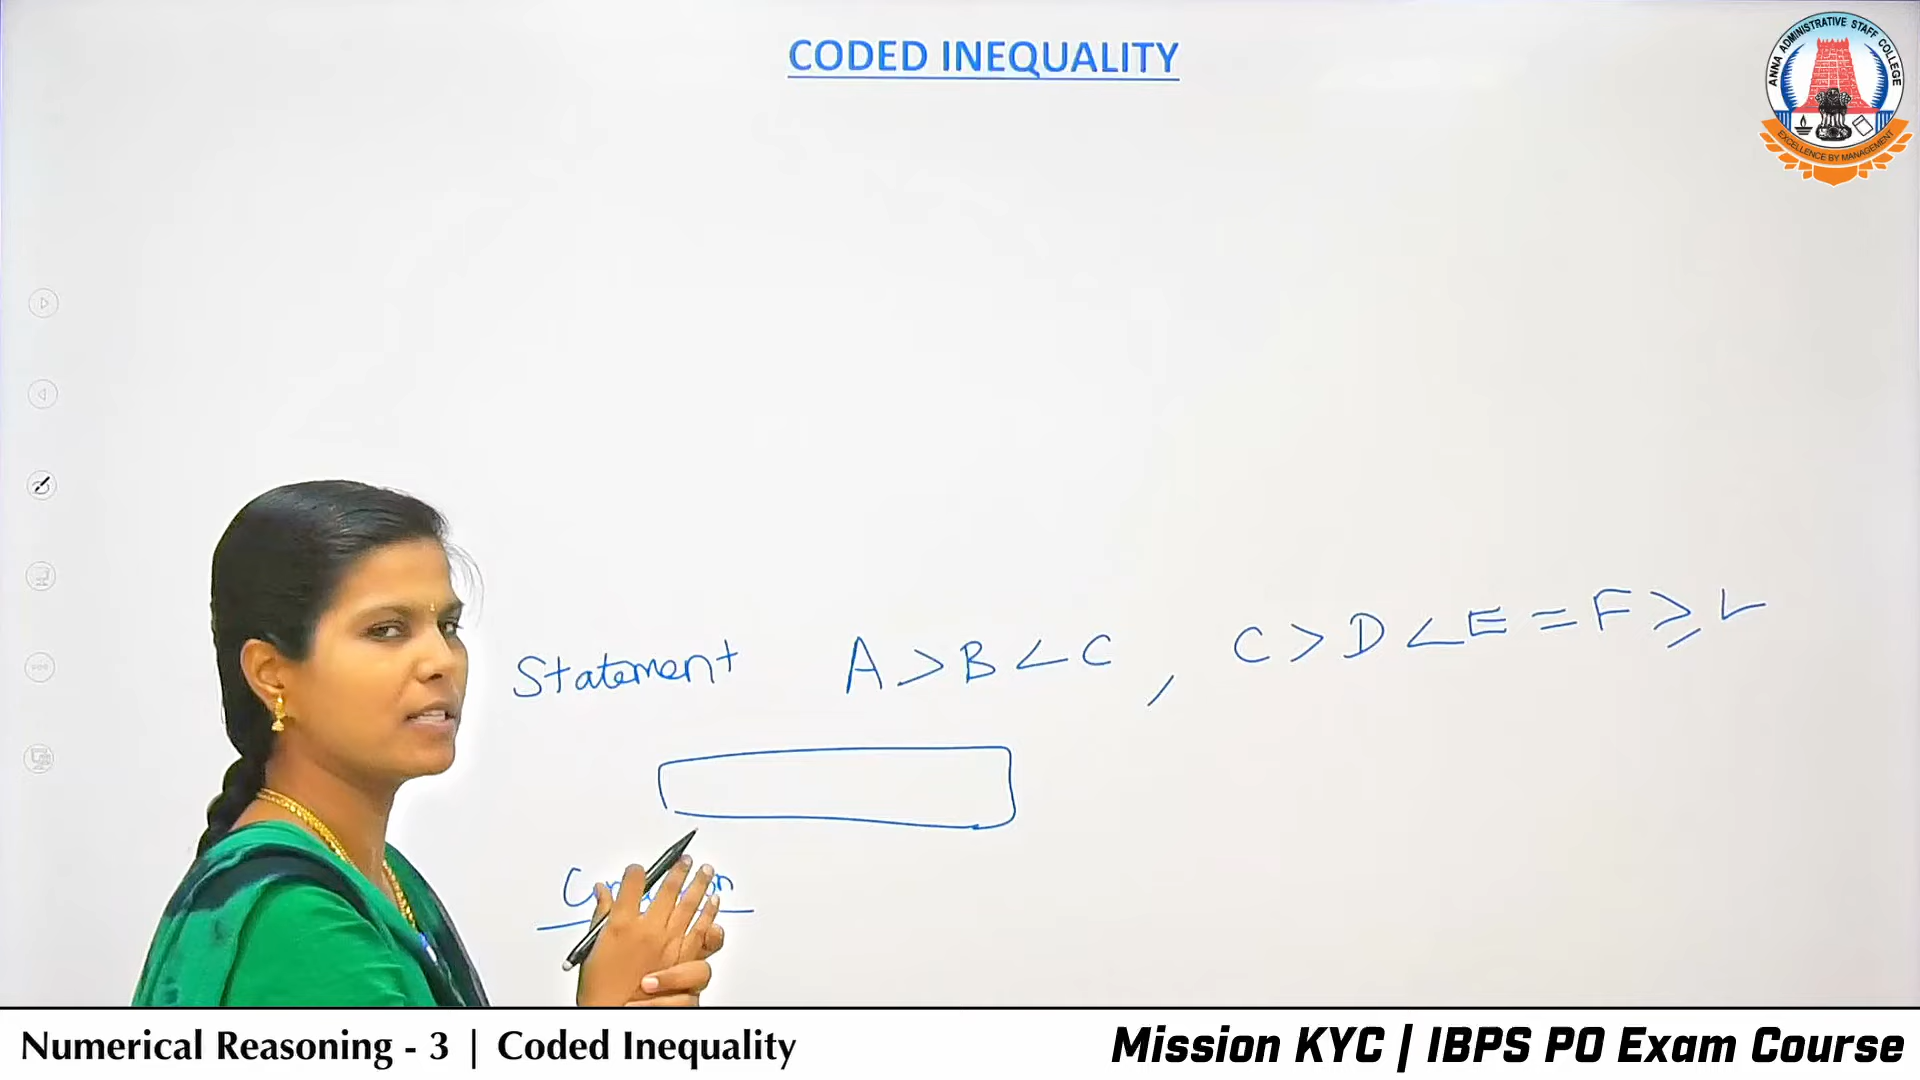 CODED INEQUALITY
ANNA ADMINISTRATIVE STAFF COLLEGE
EXCELLENCE BY MANAGEMENT
Statement A > B < C , C > D < E = F ≥ L
Numerical Reasoning - 3 | Coded Inequality
Mission KYC | IBPS PO Exam Course